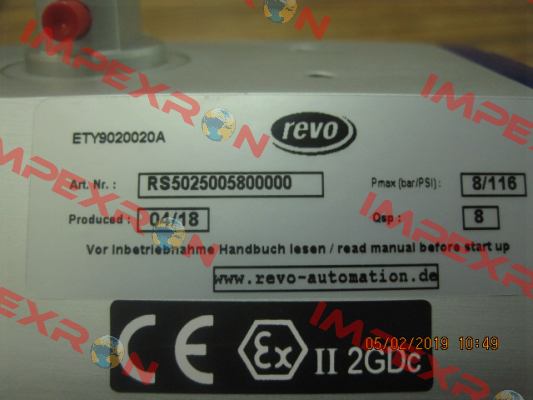 revo
ETY9020020A
Art. Nr. : RS5025005800000 Pmax (bar/PSI) : 8/116
Produced : 04/18 Qsp : 8
Vor Inbetriebnahme Handbuch lesen / read manual before start up
www.revo-automation.de
CE Ex II 2GDc
05/02/2019 10:49
IMPEXRON
IMPEXRON
IMPEXRON
IMPEXRON
IMPEXRON